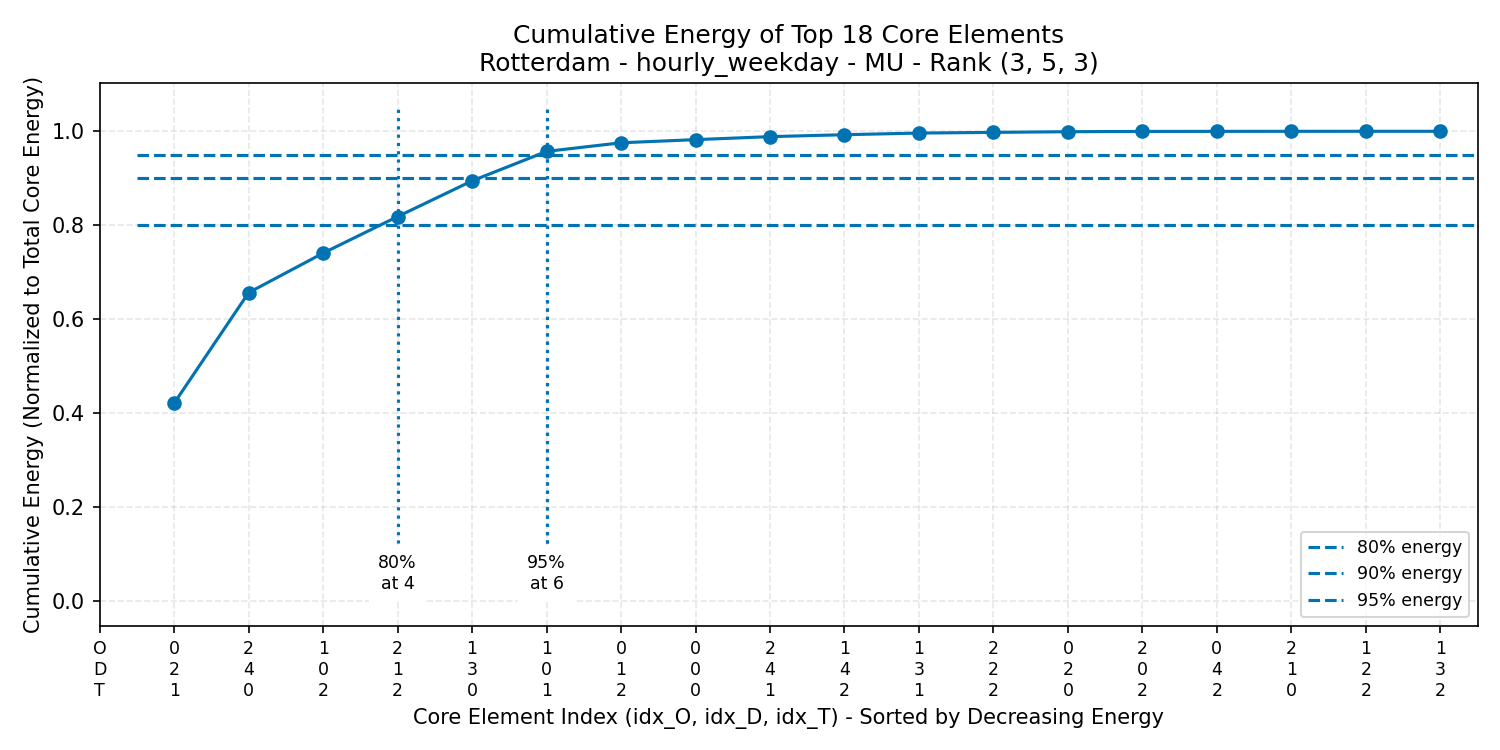 Cumulative Energy of Top 18 Core Elements
Rotterdam - hourly_weekday - MU - Rank (3, 5, 3)
Cumulative Energy (Normalized to Total Core Energy)
1.0
0.8
0.6
0.4
0.2
0.0
80%
at 4
95%
at 6
80% energy
90% energy
95% energy
O 0 2 1 2 1 1 0 0 2 1 1 2 0 2 0 2 1 1
D 2 4 0 1 3 0 1 0 4 4 3 2 2 0 4 1 2 3
T 1 0 2 2 0 1 2 0 1 2 1 2 0 2 2 0 2 2
Core Element Index (idx_O, idx_D, idx_T) - Sorted by Decreasing Energy